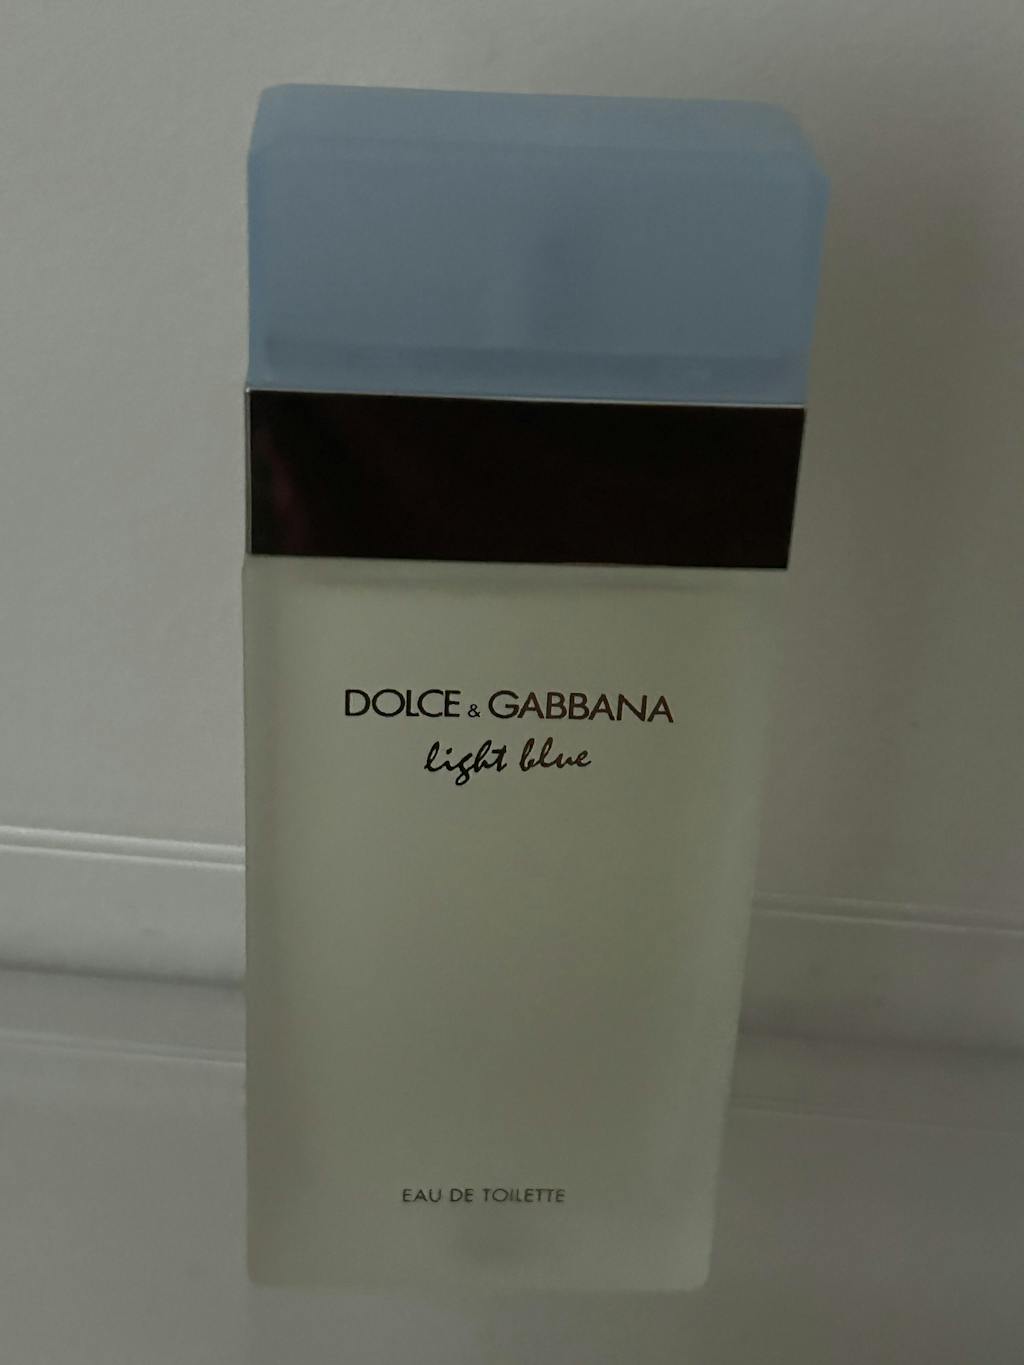 DOLCE & GABBANA
light blue
EAU DE TOILETTE